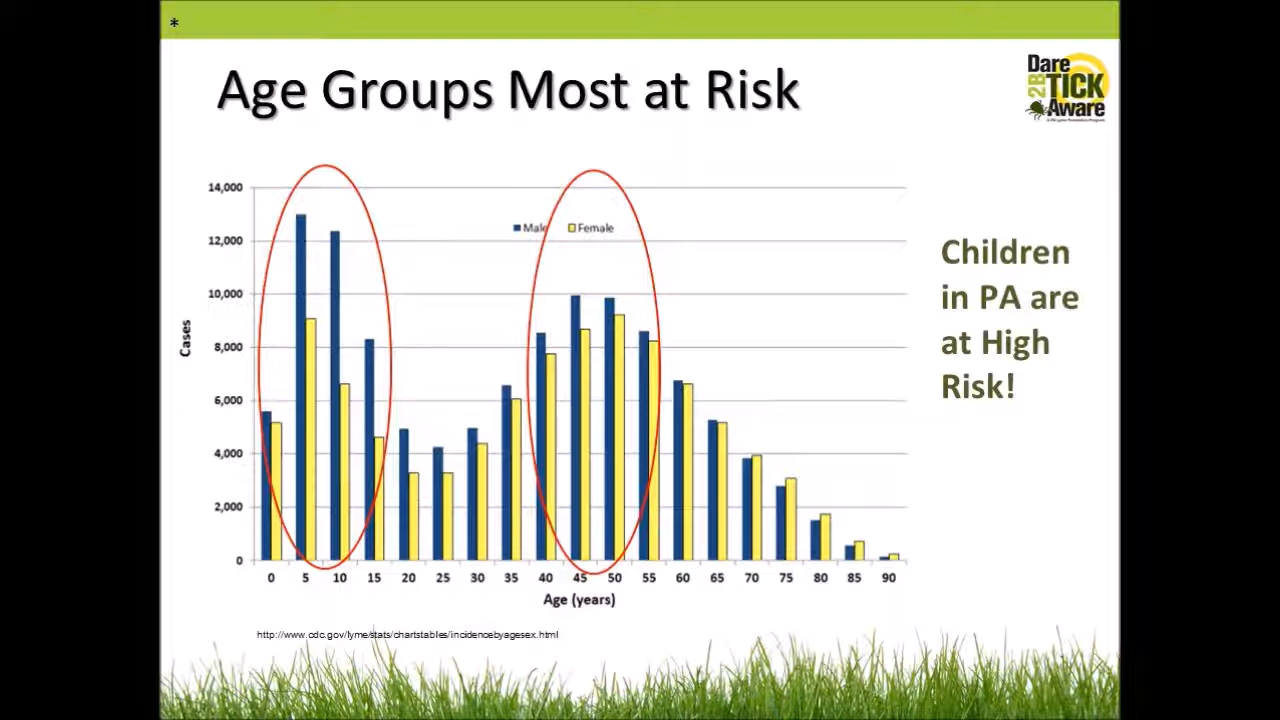 *
Age Groups Most at Risk
Dare
2B TICK
Aware
14,000
Male Female
12,000
10,000
8,000
6,000
4,000
2,000
0
Cases
0 5 10 15 20 25 30 35 40 45 50 55 60 65 70 75 80 85 90
Age (years)
Children
in PA are
at High
Risk!
http://www.cdc.gov/lyme/stats/chartstables/incidencebyagesex.html